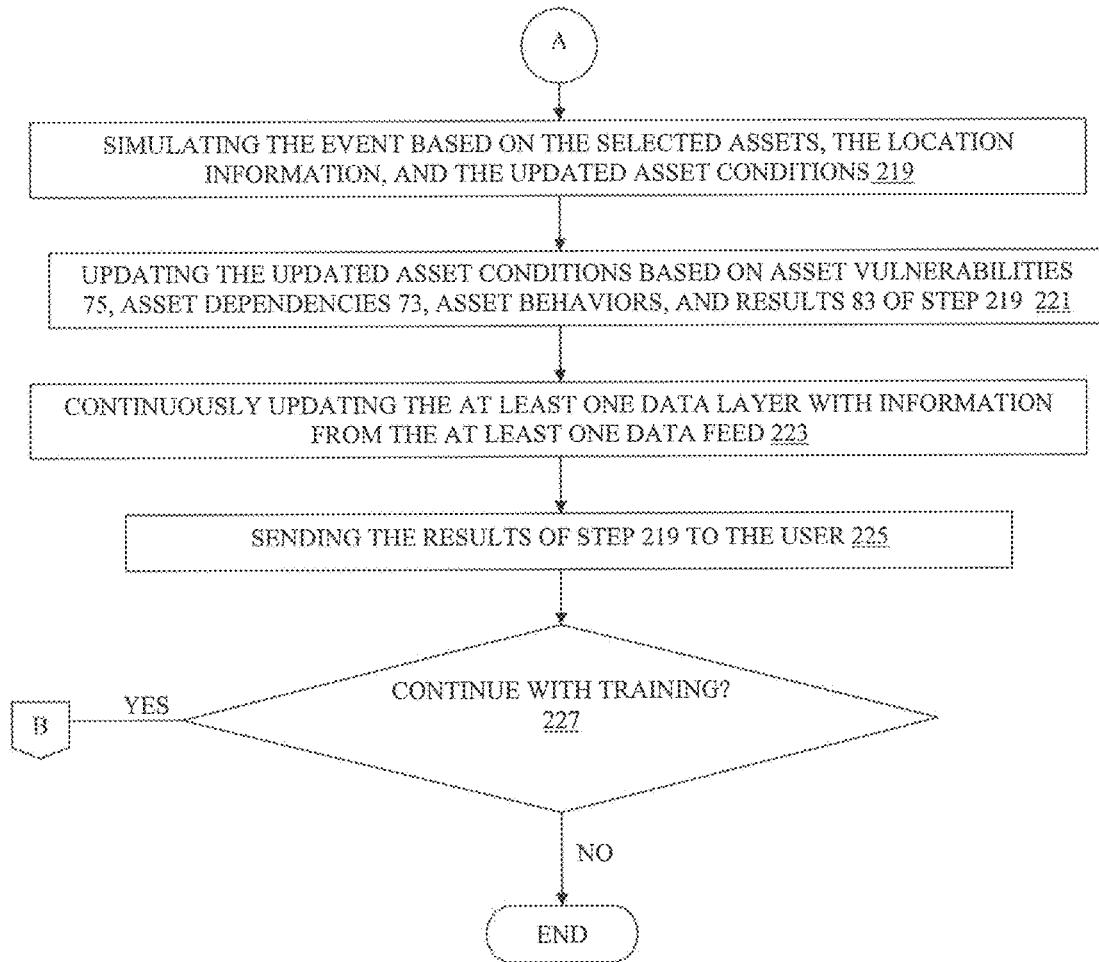 A
SIMULATING THE EVENT BASED ON THE SELECTED ASSETS, THE LOCATION
INFORMATION, AND THE UPDATED ASSET CONDITIONS 219
UPDATING THE UPDATED ASSET CONDITIONS BASED ON ASSET VULNERABILITIES
75, ASSET DEPENDENCIES 73, ASSET BEHAVIORS, AND RESULTS 83 OF STEP 219 221
CONTINUOUSLY UPDATING THE AT LEAST ONE DATA LAYER WITH INFORMATION
FROM THE AT LEAST ONE DATA FEED 223
SENDING THE RESULTS OF STEP 219 TO THE USER 225
CONTINUE WITH TRAINING?
227
YES
B
NO
END